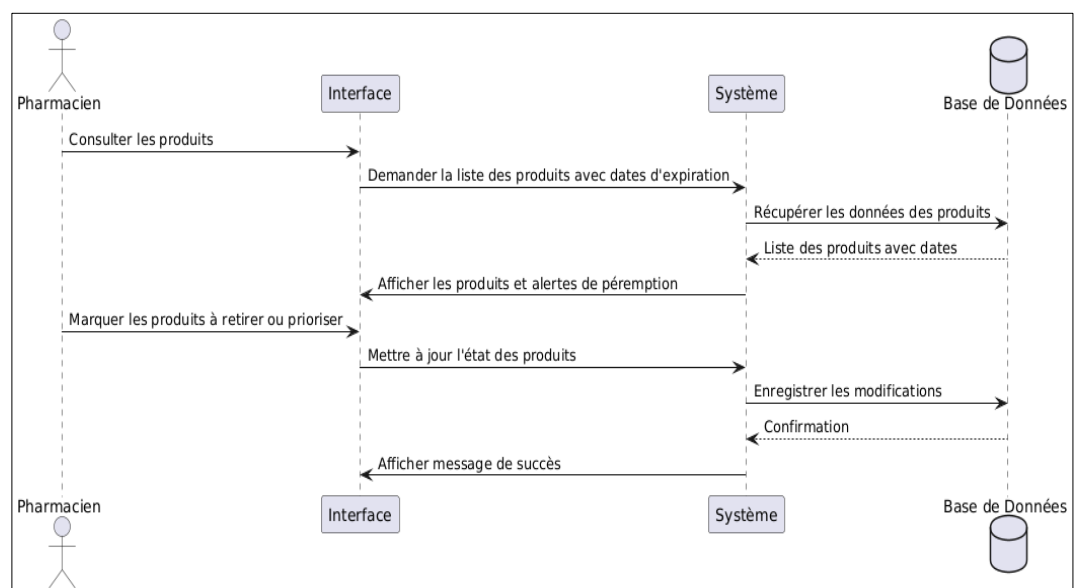 Pharmacien
Interface
Système
Base de Données
Consulter les produits
Demander la liste des produits avec dates d'expiration
Récupérer les données des produits
Liste des produits avec dates
Afficher les produits et alertes de péremption
Marquer les produits à retirer ou prioriser
Mettre à jour l'état des produits
Enregistrer les modifications
Confirmation
Afficher message de succès
Pharmacien
Interface
Système
Base de Données